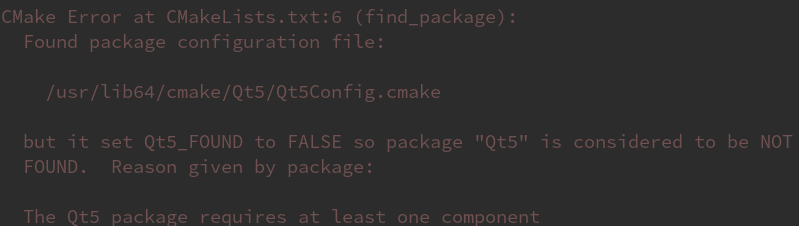 CMake Error at CMakeLists.txt:6 (find_package):
Found package configuration file:
/usr/lib64/cmake/Qt5/Qt5Config.cmake
but it set Qt5_FOUND to FALSE so package "Qt5" is considered to be NOT
FOUND.  Reason given by package:
The Qt5 package requires at least one component